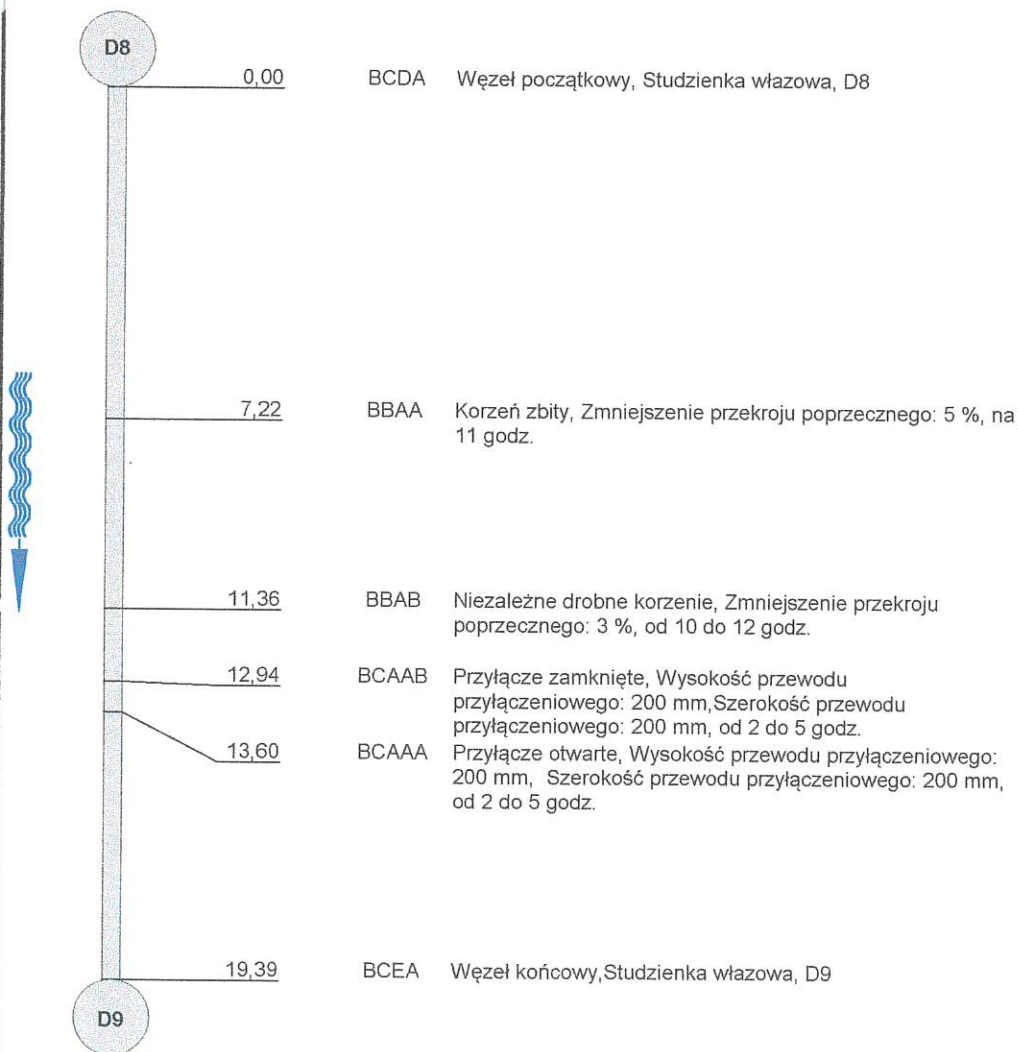 D8
0,00 BCDA Węzeł początkowy, Studzienka włazowa, D8
7,22 BBAA Korzeń zbity, Zmniejszenie przekroju poprzecznego: 5 %, na
11 godz.
11,36 BBAB Niezależne drobne korzenie, Zmniejszenie przekroju
poprzecznego: 3 %, od 10 do 12 godz.
12,94 BCAAB Przyłącze zamknięte, Wysokość przewodu
przyłączeniowego: 200 mm,Szerokość przewodu
przyłączeniowego: 200 mm, od 2 do 5 godz.
13,60 BCAAA Przyłącze otwarte, Wysokość przewodu przyłączeniowego:
200 mm, Szerokość przewodu przyłączeniowego: 200 mm,
od 2 do 5 godz.
19,39 BCEA Węzeł końcowy,Studzienka włazowa, D9
D9